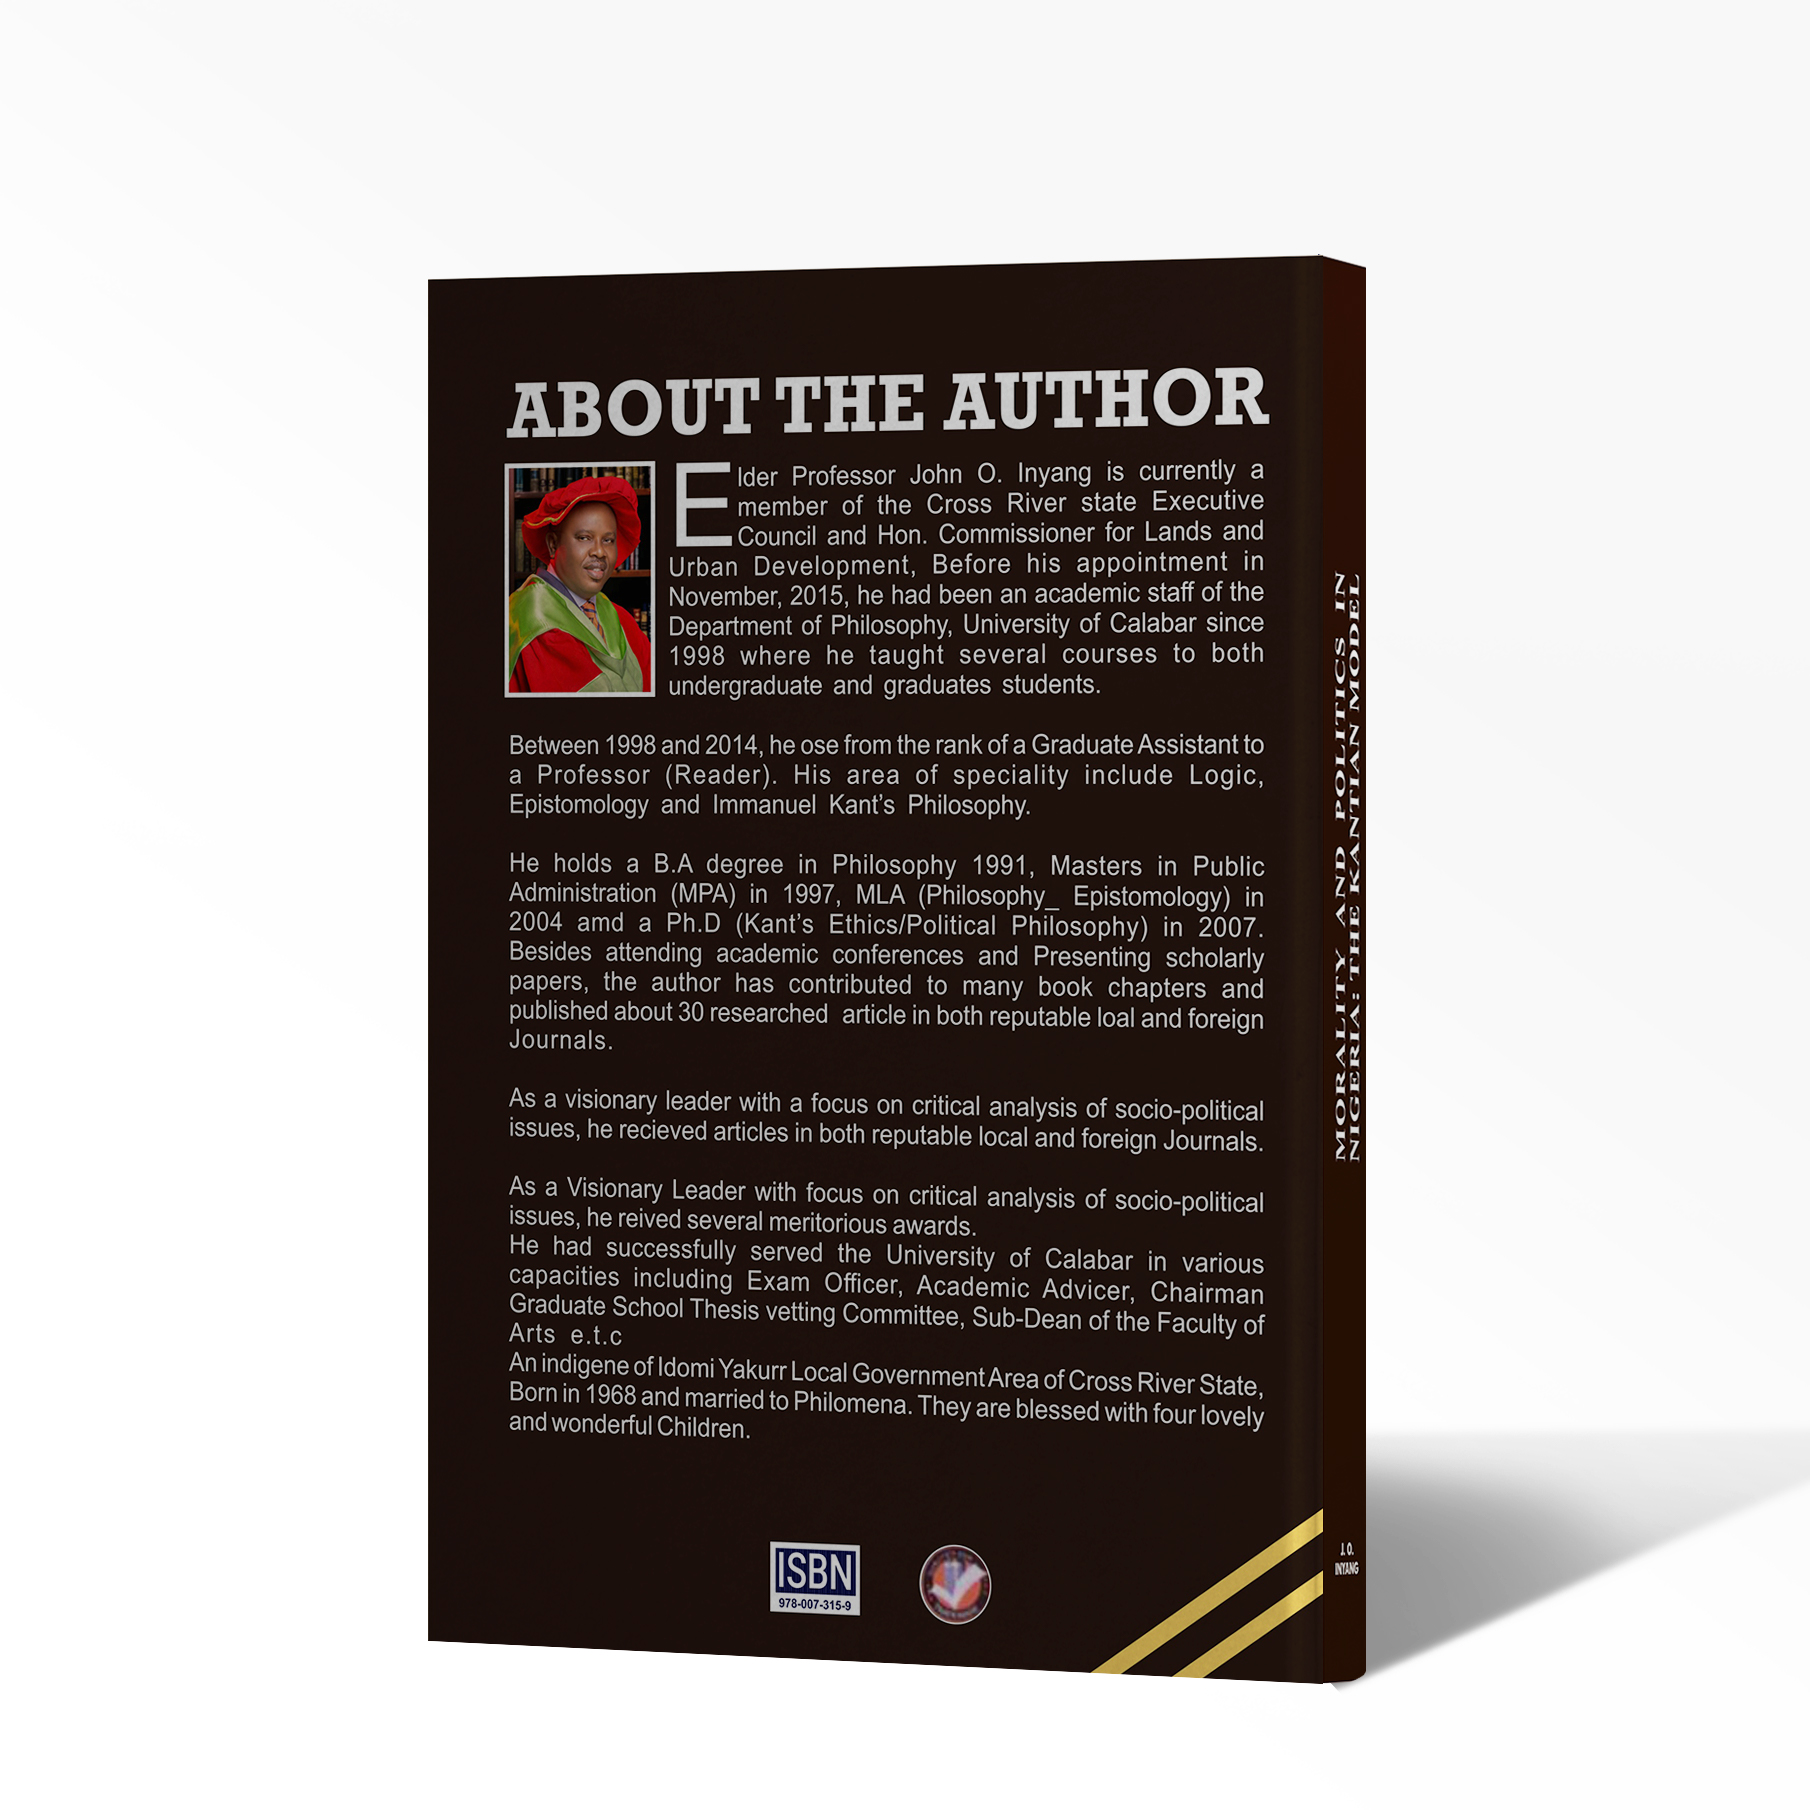 ABOUT THE AUTHOR
Elder Professor John O. Inyang is currently a
member of the Cross River state Executive
Council and Hon. Commissioner for Lands and
Urban Development, Before his appointment in
November, 2015, he had been an academic staff of the
Department of Philosophy, University of Calabar since
1998 where he taught several courses to both
undergraduate and graduates students.
Between 1998 and 2014, he ose from the rank of a Graduate Assistant to
a Professor (Reader). His area of speciality include Logic,
Epistomology and Immanuel Kant's Philosophy.
He holds a B.A degree in Philosophy 1991, Masters in Public
Administration (MPA) in 1997, MLA (Philosophy_ Epistomology) in
2004 amd a Ph.D (Kant's Ethics/Political Philosophy) in 2007.
Besides attending academic conferences and Presenting scholarly
papers, the author has contributed to many book chapters and
published about 30 researched article in both reputable loal and foreign
Journals.
As a visionary leader with a focus on critical analysis of socio-political
issues, he recieved articles in both reputable local and foreign Journals.
As a Visionary Leader with focus on critical analysis of socio-political
issues, he reived several meritorious awards.
He had successfully served the University of Calabar in various
capacities including Exam Officer, Academic Advicer, Chairman
Graduate School Thesis vetting Committee, Sub-Dean of the Faculty of
Arts e.t.c
An indigene of Idomi Yakurr Local Government Area of Cross River State,
Born in 1968 and married to Philomena. They are blessed with four lovely
and wonderful Children.
ISBN
978-007-315-9
MORALITY AND POLITICS IN
NIGERIA: THE KANTIAN MODEL
J. O.
INYANG